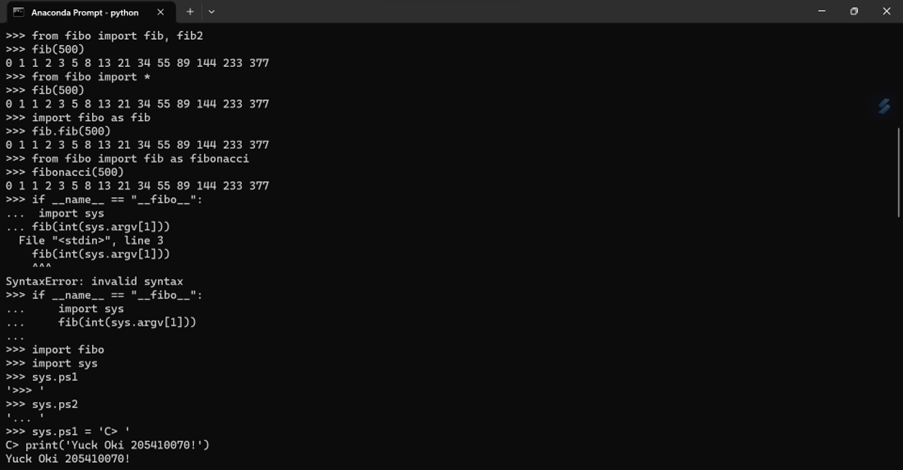 Anaconda Prompt - python
>>> from fibo import fib, fib2
>>> fib(500)
0 1 1 2 3 5 8 13 21 34 55 89 144 233 377
>>> from fibo import *
>>> fib(500)
0 1 1 2 3 5 8 13 21 34 55 89 144 233 377
>>> import fibo as fib
>>> fib.fib(500)
0 1 1 2 3 5 8 13 21 34 55 89 144 233 377
>>> from fibo import fib as fibonacci
>>> fibonacci(500)
0 1 1 2 3 5 8 13 21 34 55 89 144 233 377
>>> if __name__ == "__fibo__":
...  import sys
... fib(int(sys.argv[1]))
  File "<stdin>", line 3
    fib(int(sys.argv[1]))
    ^^^
SyntaxError: invalid syntax
>>> if __name__ == "__fibo__":
...     import sys
...     fib(int(sys.argv[1]))
...
>>> import fibo
>>> import sys
>>> sys.ps1
'>>> '
>>> sys.ps2
'... '
>>> sys.ps1 = 'C> '
C> print('Yuck Oki 205410070!')
Yuck Oki 205410070!